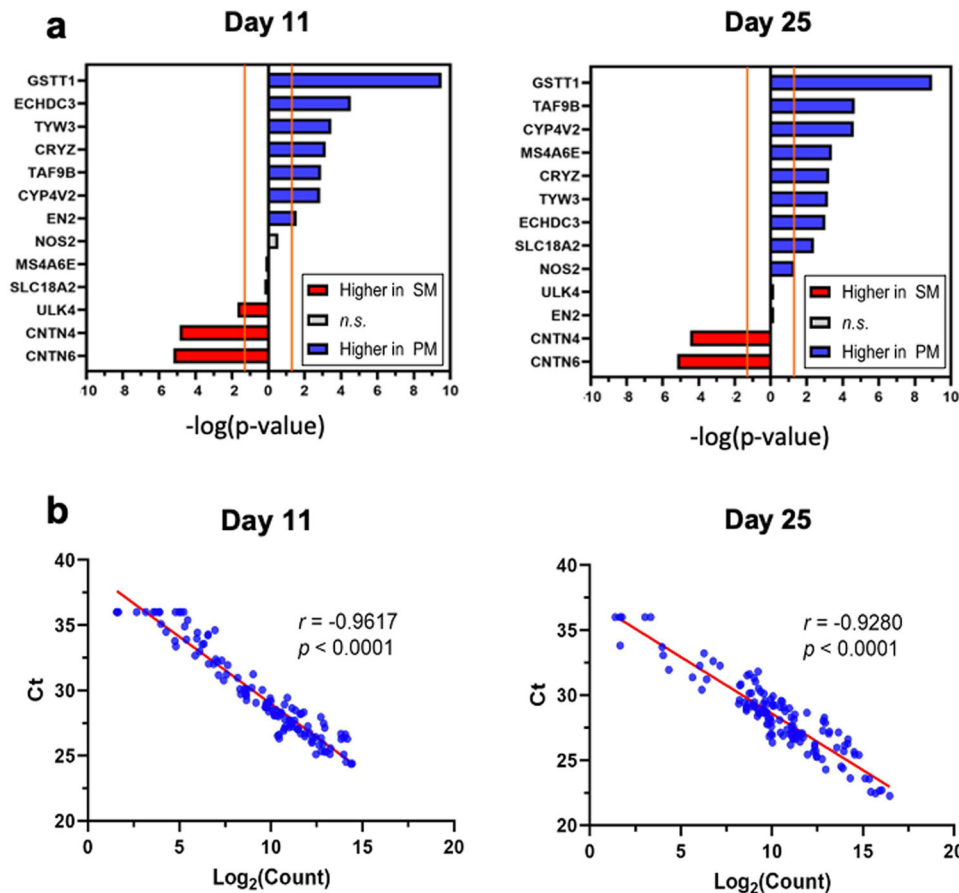 a
Day 11
GSTT1
ECHDC3
TYW3
CRYZ
TAF9B
CYP4V2
EN2
NOS2
MS4A6E
SLC18A2
ULK4
CNTN4
CNTN6
Higher in SM
n.s.
Higher in PM
-10 -8 -6 -4 -2 0 2 4 6 8 10
-log(p-value)
Day 25
GSTT1
TAF9B
CYP4V2
MS4A6E
CRYZ
TYW3
ECHDC3
SLC18A2
NOS2
ULK4
EN2
CNTN4
CNTN6
Higher in SM
n.s.
Higher in PM
-10 -8 -6 -4 -2 0 2 4 6 8 10
-log(p-value)
b
Day 11
Ct
40
35
30
25
20
r = -0.9617
p < 0.0001
0 5 10 15 20
Log2(Count)
Day 25
40
35
30
25
20
r = -0.9280
p < 0.0001
0 5 10 15 20
Log2(Count)